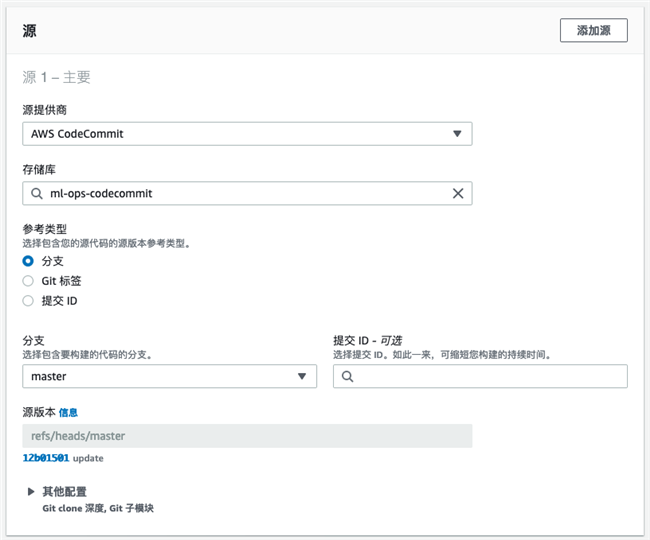 源
添加源
源 1 – 主要
源提供商
AWS CodeCommit
存储库
ml-ops-codecommit
参考类型
选择包含您的源代码的源版本参考类型。
分支
Git 标签
提交 ID
分支
选择包含要构建的代码的分支。
master
提交 ID - 可选
选择提交 ID。如此一来，可缩短您构建的持续时间。
源版本 信息
refs/heads/master
12b01501 update
其他配置
Git clone 深度, Git 子模块